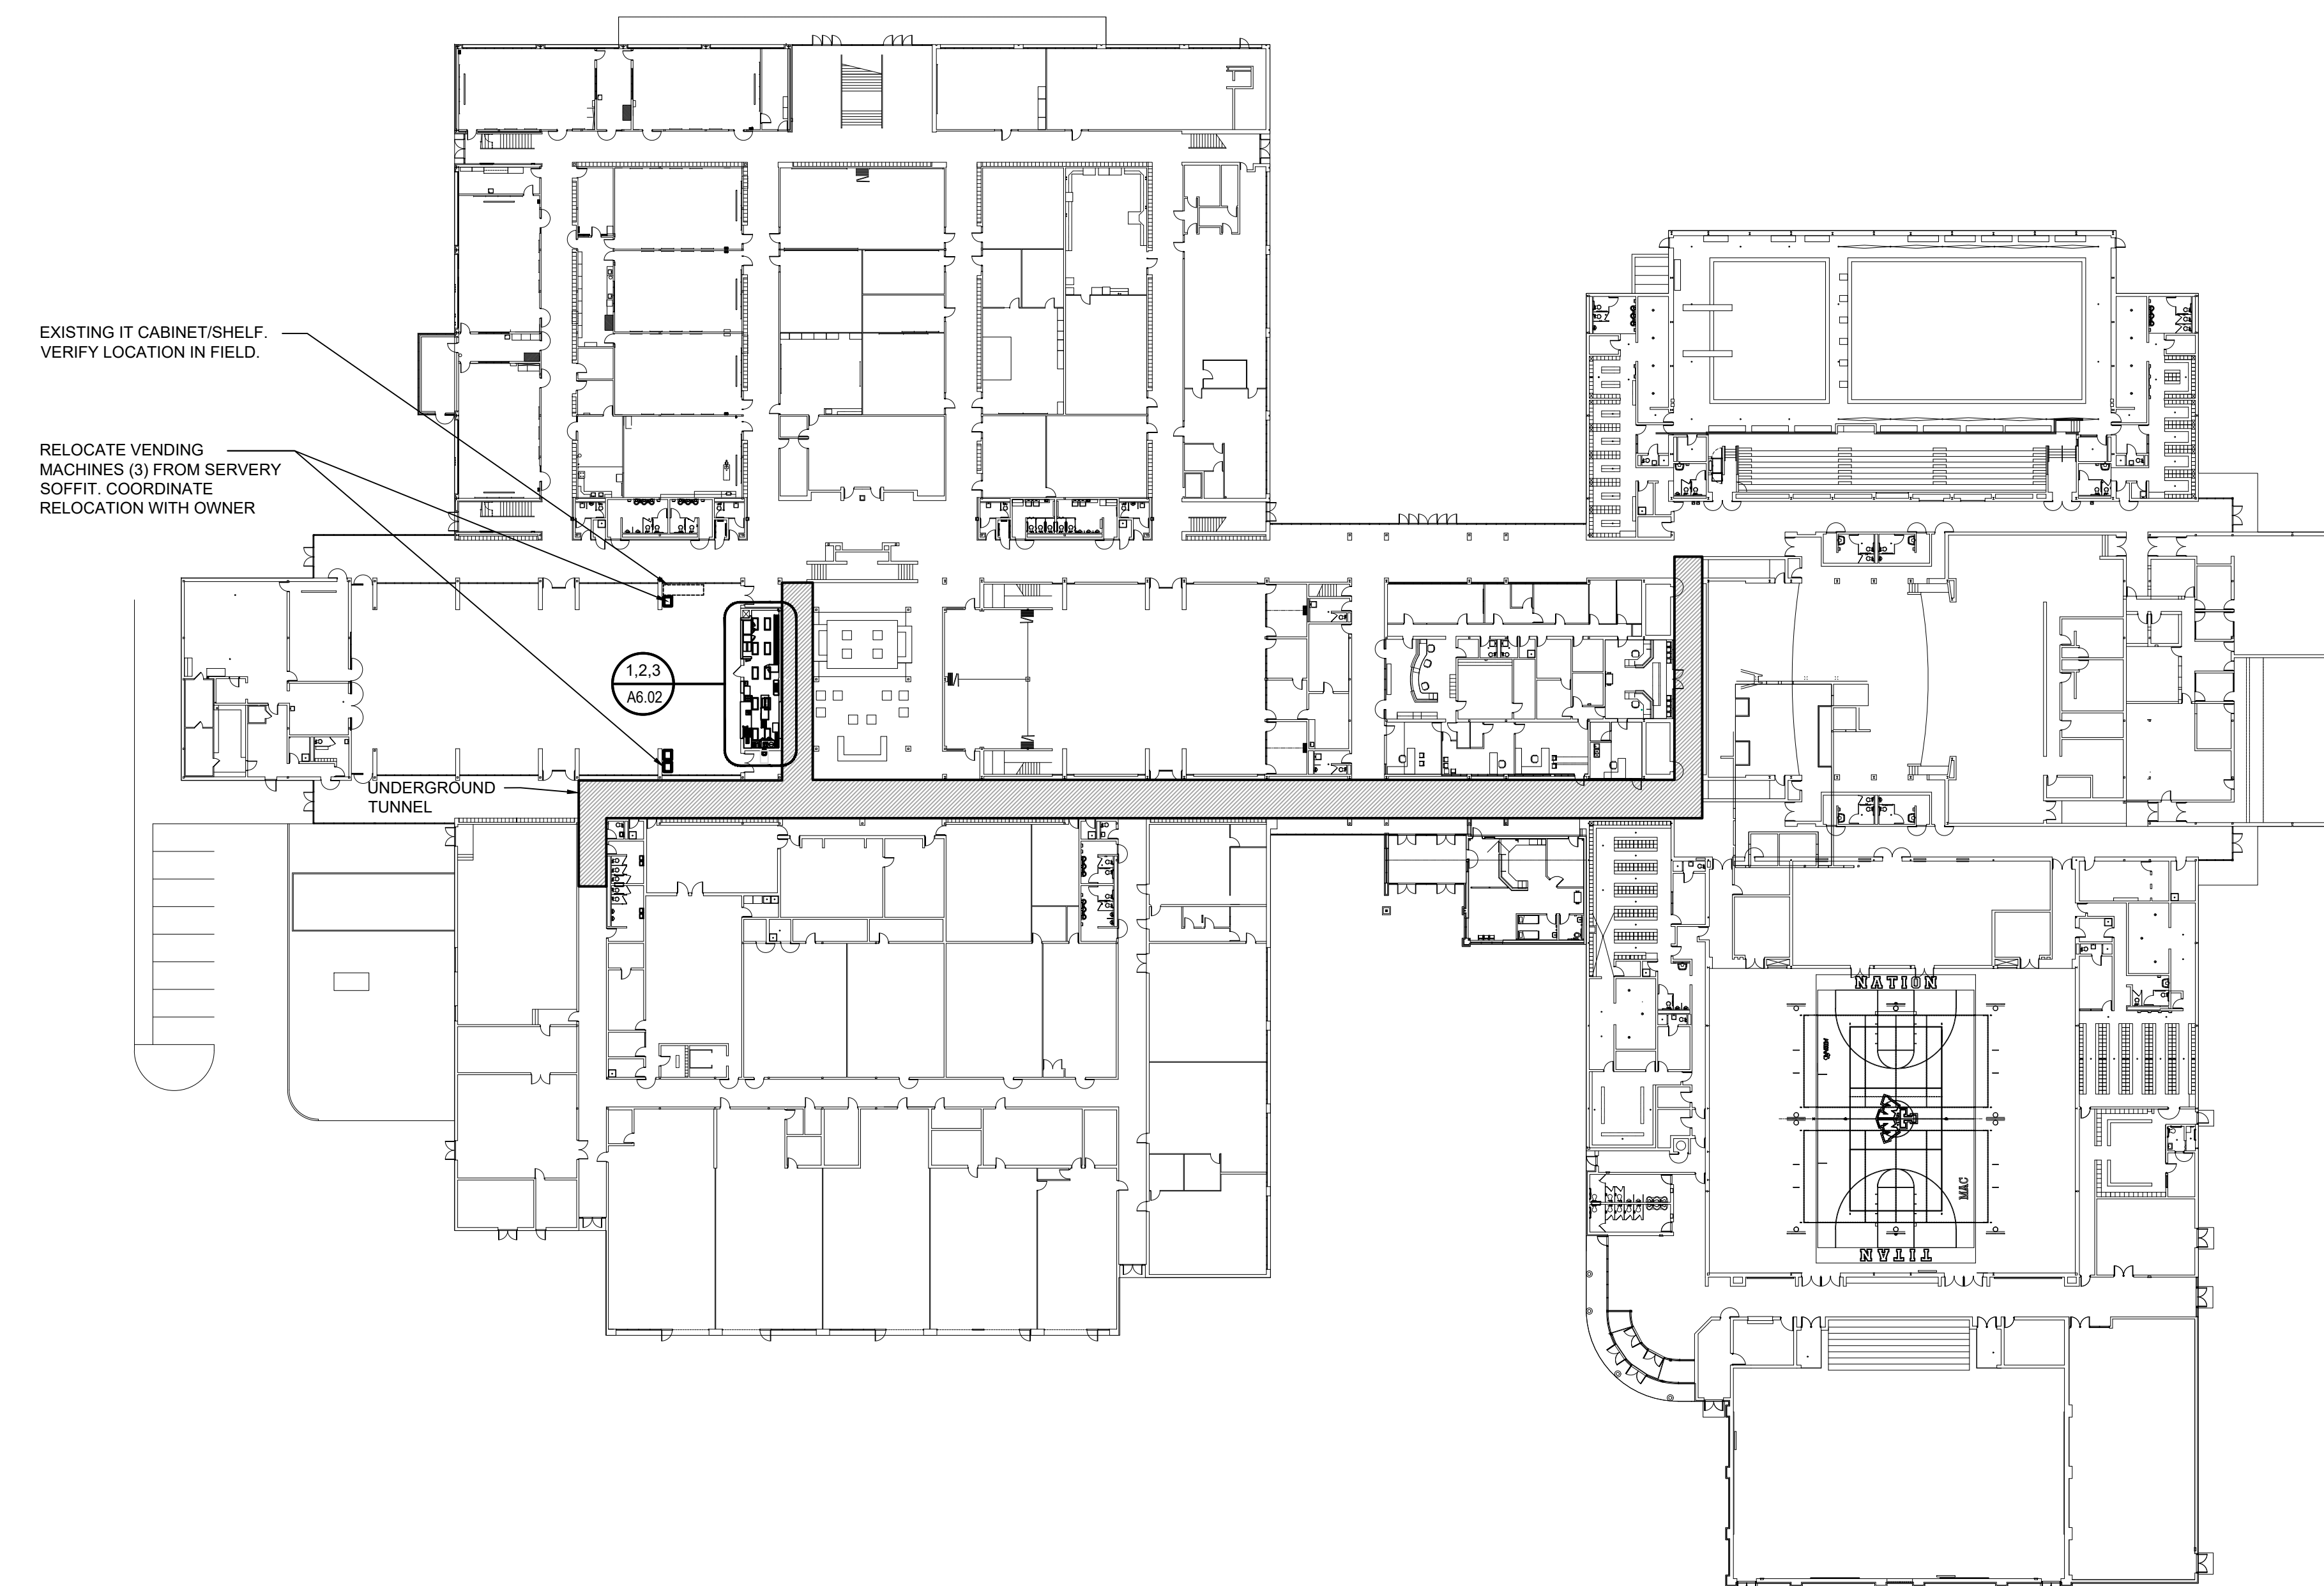 EXISTING IT CABINET/SHELF.
VERIFY LOCATION IN FIELD.
RELOCATE VENDING
MACHINES (3) FROM SERVERY
SOFFIT. COORDINATE
RELOCATION WITH OWNER
1,2,3
A6.02
UNDERGROUND
TUNNEL
NATION
MAC
TITAN